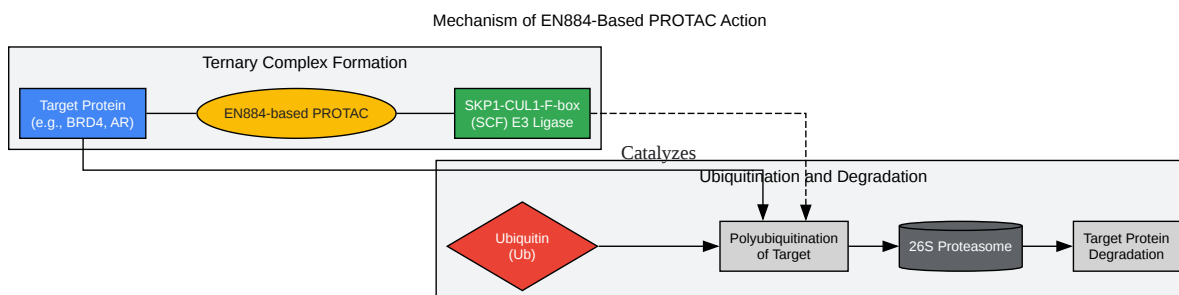 Mechanism of EN884-Based PROTAC Action
Ternary Complex Formation
Target Protein
(e.g., BRD4, AR)
EN884-based PROTAC
SKP1-CUL1-F-box
(SCF) E3 Ligase
Catalyzes
Ubiquitination and Degradation
Ubiquitin
(Ub)
Polyubiquitination
of Target
26S Proteasome
Target Protein
Degradation